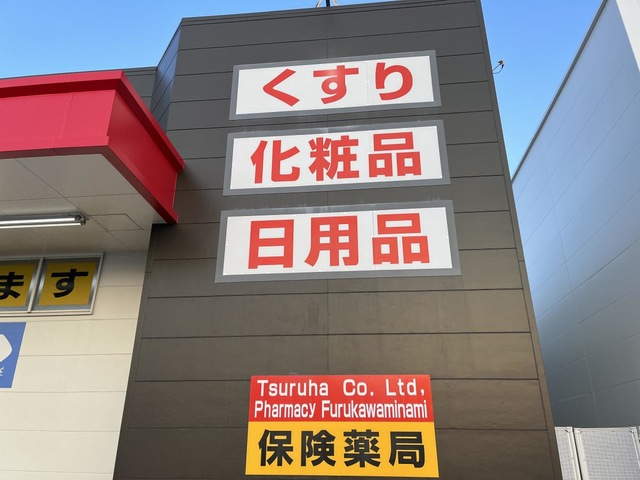 くすり
化粧品
日用品
ます
Tsuruha Co. Ltd,
Pharmacy Furukawaminami
保険薬局